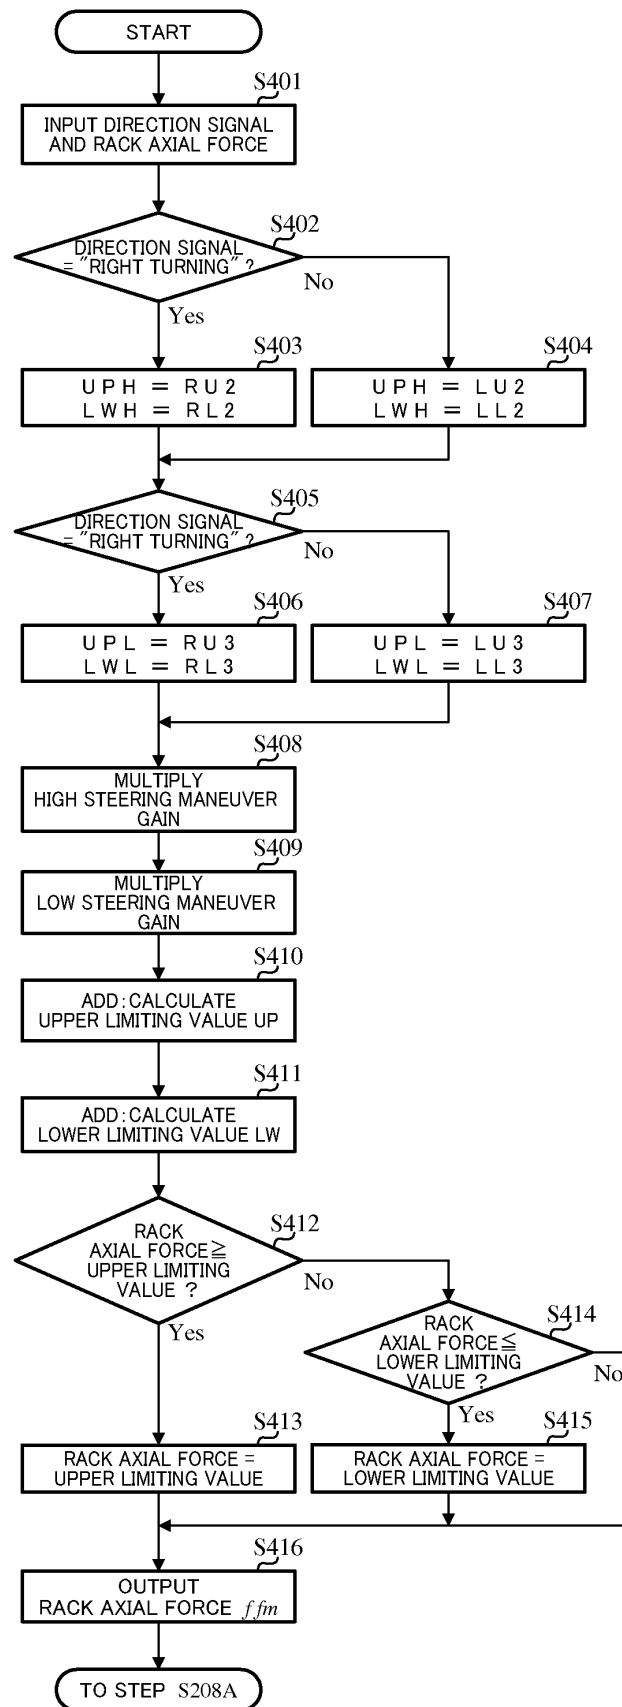 START
S401
INPUT DIRECTION SIGNAL
AND RACK AXIAL FORCE
S402
DIRECTION SIGNAL
= "RIGHT TURNING" ?
No
Yes
S403
UPH = RU2
LWH = RL2
S404
UPH = LU2
LWH = LL2
S405
DIRECTION SIGNAL
= "RIGHT TURNING" ?
No
Yes
S406
UPL = RU3
LWL = RL3
S407
UPL = LU3
LWL = LL3
S408
MULTIPLY
HIGH STEERING MANEUVER
GAIN
S409
MULTIPLY
LOW STEERING MANEUVER
GAIN
S410
ADD:CALCULATE
UPPER LIMITING VALUE UP
S411
ADD:CALCULATE
LOWER LIMITING VALUE LW
S412
RACK
AXIAL FORCE≧
UPPER LIMITING
VALUE ?
No
Yes
S414
RACK
AXIAL FORCE≦
LOWER LIMITING
VALUE ?
No
Yes
S413
RACK AXIAL FORCE =
UPPER LIMITING VALUE
S415
RACK AXIAL FORCE =
LOWER LIMITING VALUE
S416
OUTPUT
RACK AXIAL FORCE ffm
TO STEP S208A